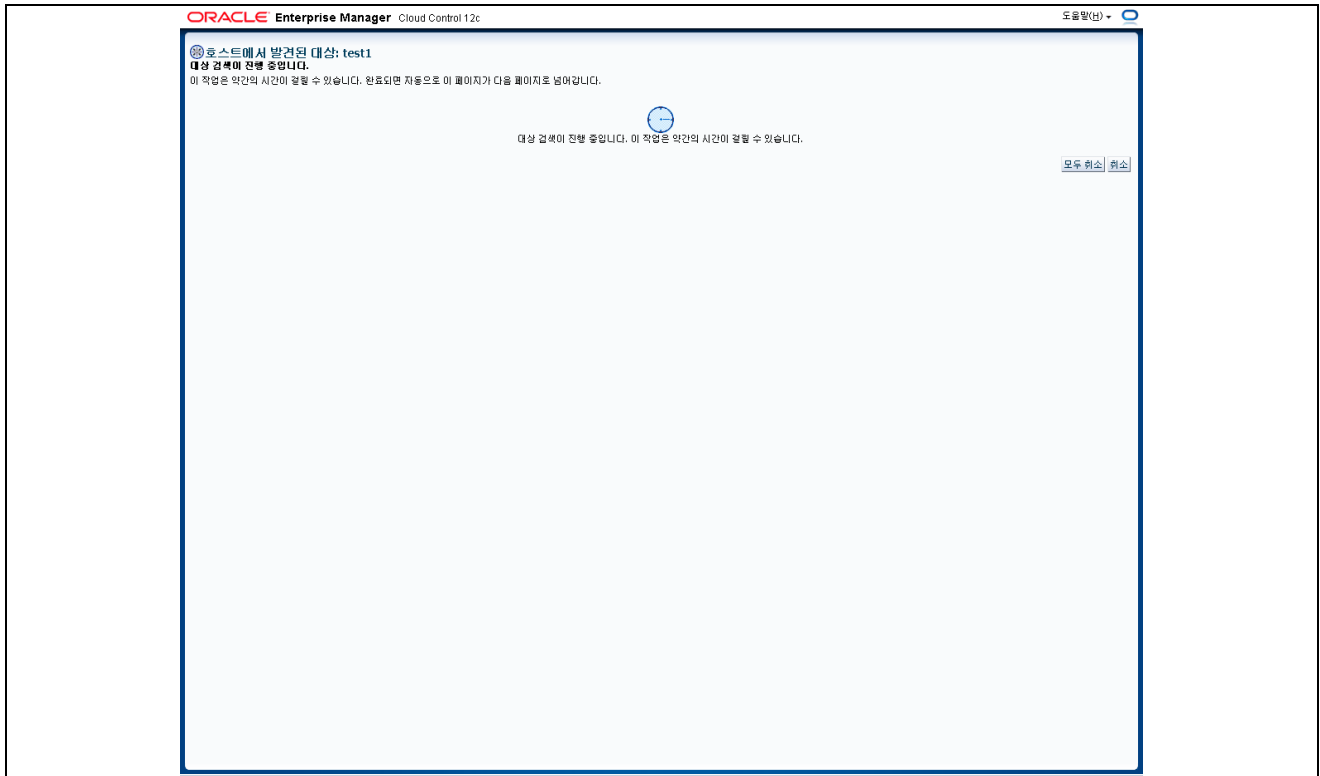 ORACLE Enterprise Manager Cloud Control 12c
도움말(H)
호스트에서 발견된 대상: test1
대상 검색이 진행 중입니다.
이 작업은 약간의 시간이 걸릴 수 있습니다. 완료되면 자동으로 이 페이지가 다음 페이지로 넘어갑니다.
대상 검색이 진행 중입니다. 이 작업은 약간의 시간이 걸릴 수 있습니다.
모두 취소 취소